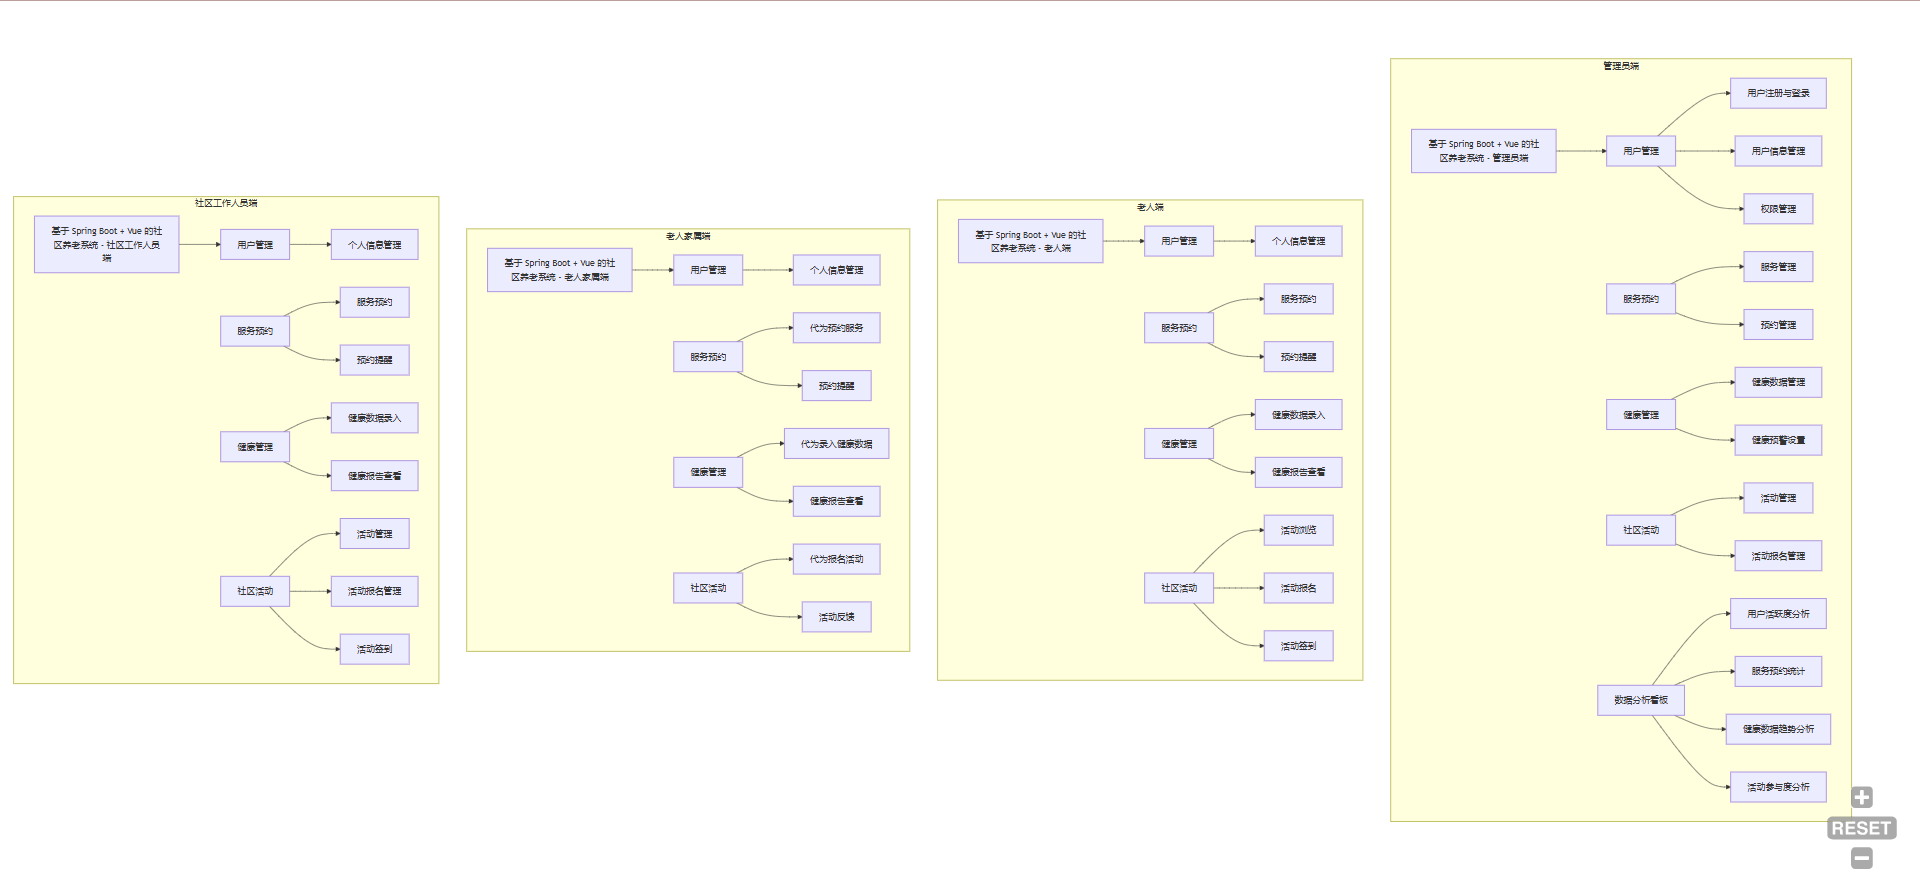 社区工作人员端
基于 Spring Boot + Vue 的社
区养老系统 - 社区工作人员
端
用户管理
个人信息管理
服务预约
服务预约
预约提醒
健康管理
健康数据录入
健康报告查看
社区活动
活动管理
活动报名管理
活动签到
老人家属端
基于 Spring Boot + Vue 的社
区养老系统 - 老人家属端
用户管理
个人信息管理
服务预约
代为预约服务
预约提醒
健康管理
代为录入健康数据
健康报告查看
社区活动
代为报名活动
活动反馈
老人端
基于 Spring Boot + Vue 的社
区养老系统 - 老人端
用户管理
个人信息管理
服务预约
服务预约
预约提醒
健康管理
健康数据录入
健康报告查看
社区活动
活动浏览
活动报名
活动签到
管理员端
基于 Spring Boot + Vue 的社
区养老系统 - 管理员端
用户管理
用户注册与登录
用户信息管理
权限管理
服务预约
服务管理
预约管理
健康管理
健康数据管理
健康预警设置
社区活动
活动管理
活动报名管理
数据分析看板
用户活跃度分析
服务预约统计
健康数据趋势分析
活动参与度分析
RESET